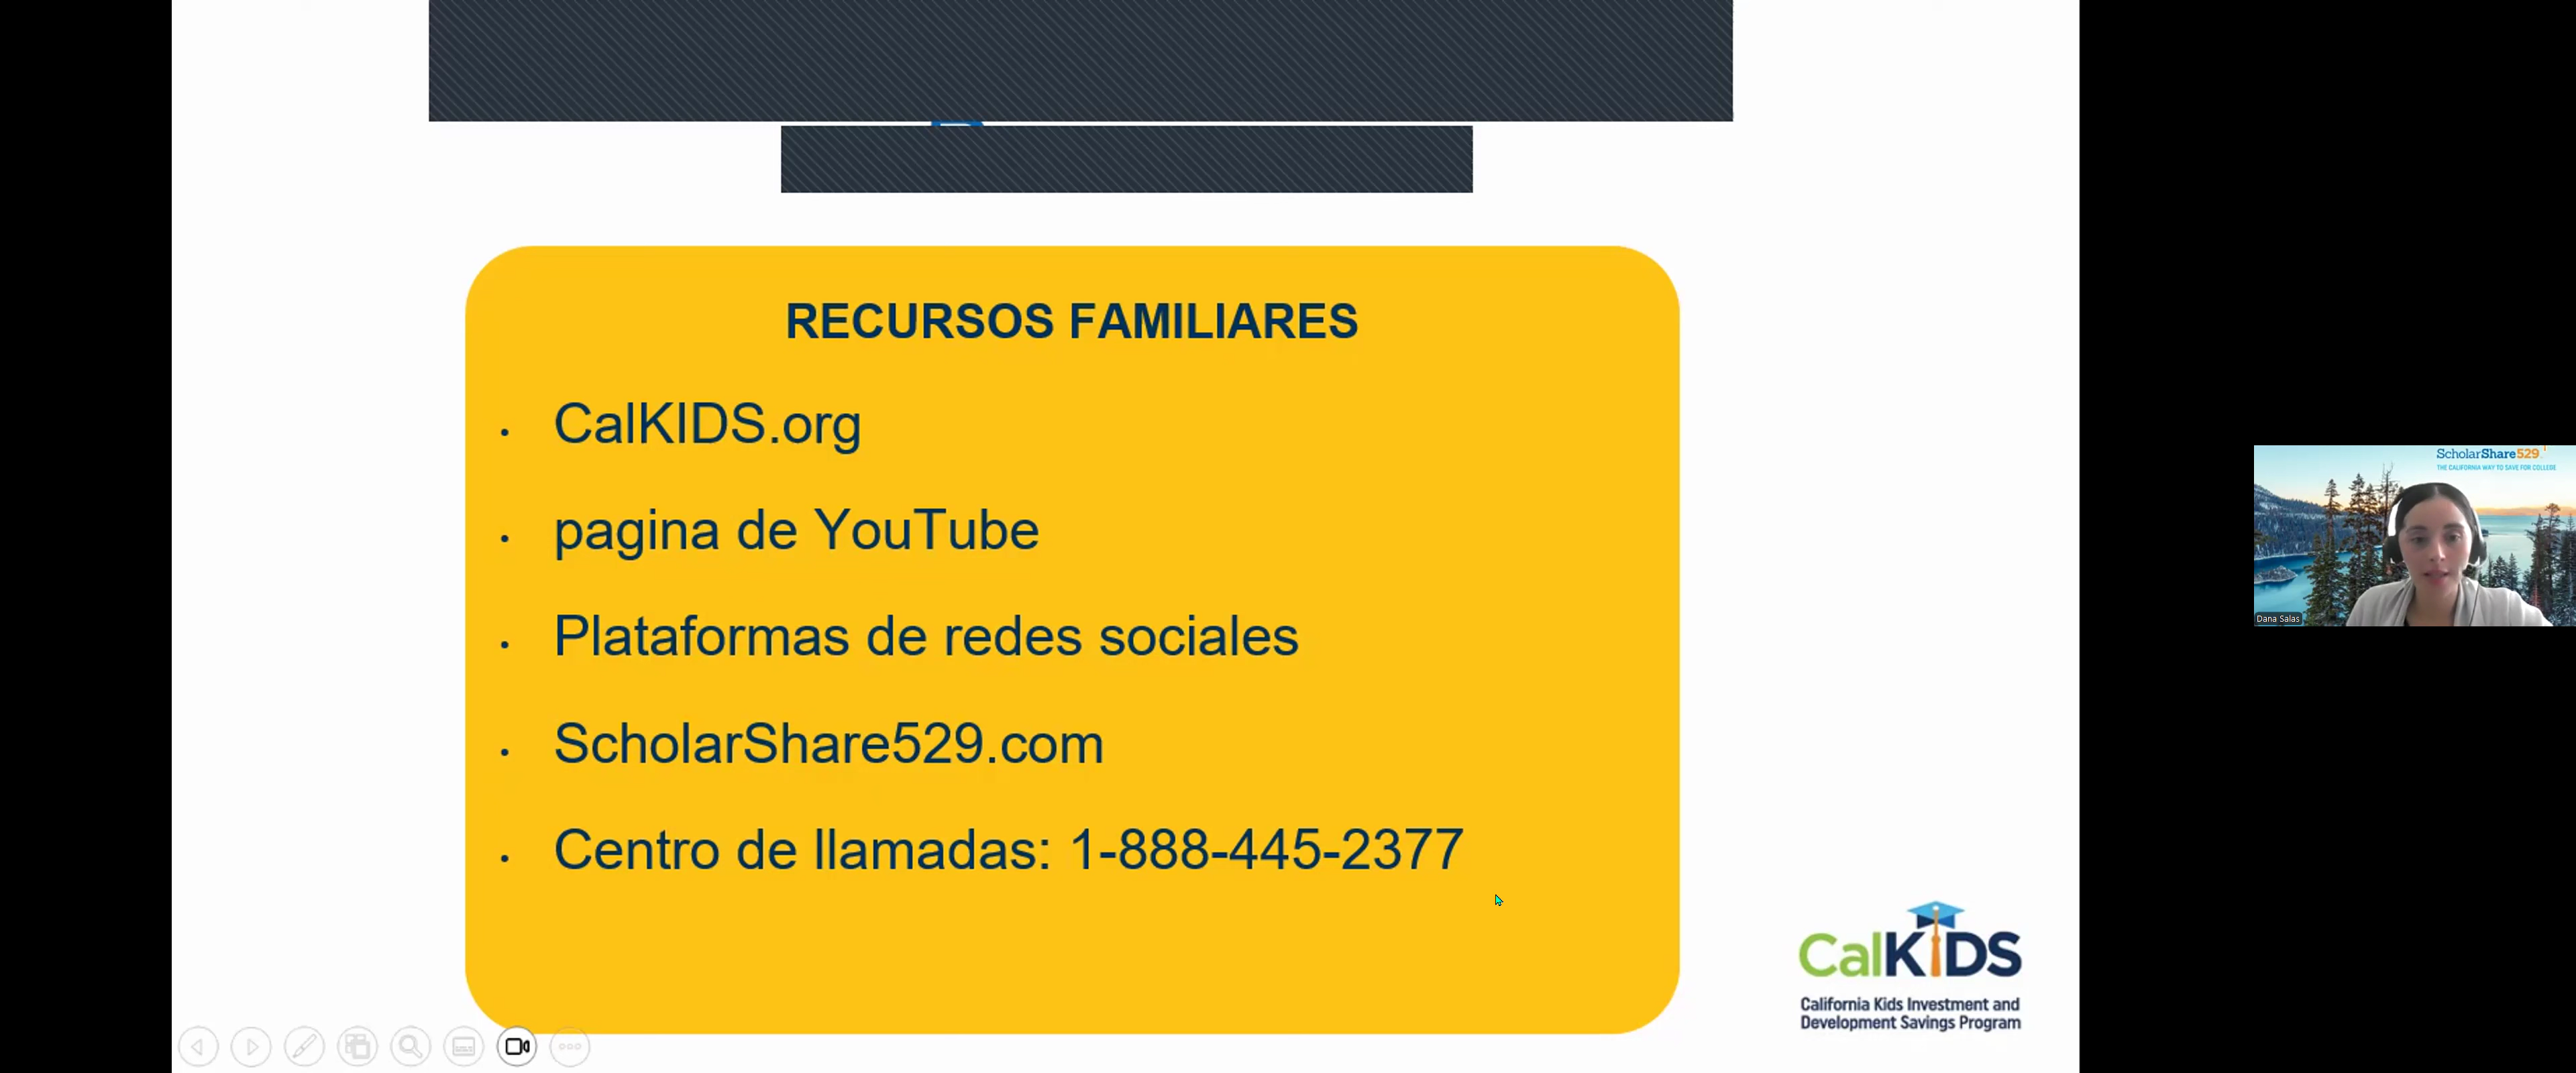 RECURSOS FAMILIARES
CalKIDS.org
pagina de YouTube
Plataformas de redes sociales
ScholarShare529.com
Centro de llamadas: 1-888-445-2377
CalKIDS
California Kids Investment and
Development Savings Program
ScholarShare529
THE CALIFORNIA WAY TO SAVE FOR COLLEGE
Dana Salas